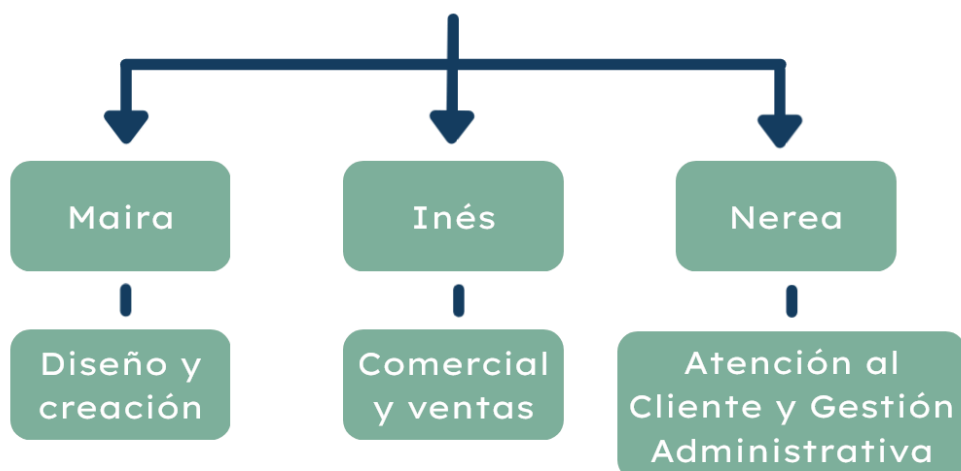 Maira
Inés
Nerea
Diseño y
creación
Comercial
y ventas
Atención al
Cliente y Gestión
Administrativa